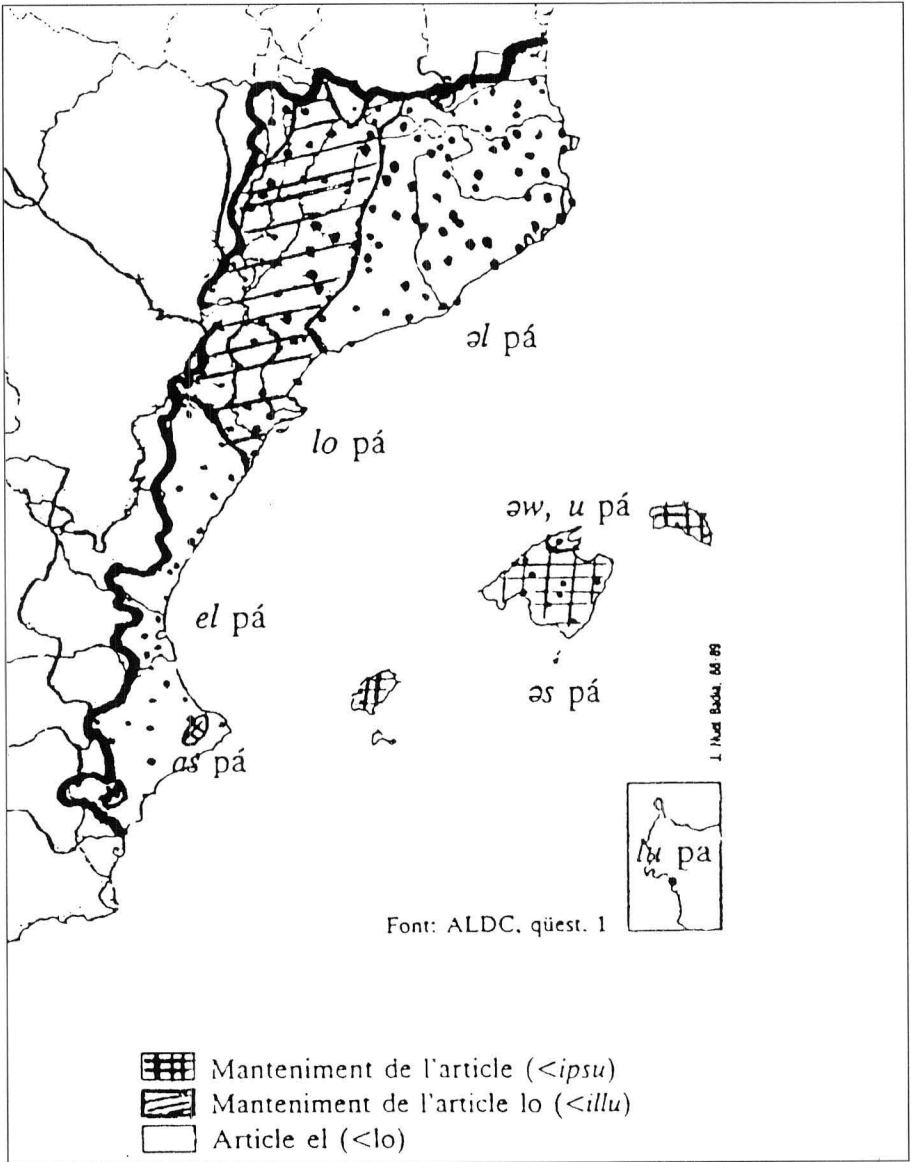 əl pá
lo pá
əw, u pá
el pá
əs pá
as pá
lu pa
Font: ALDC, qüest. 1
Manteniment de l'article (<ipsu)
Manteniment de l'article lo (<illu)
Article el (<lo)